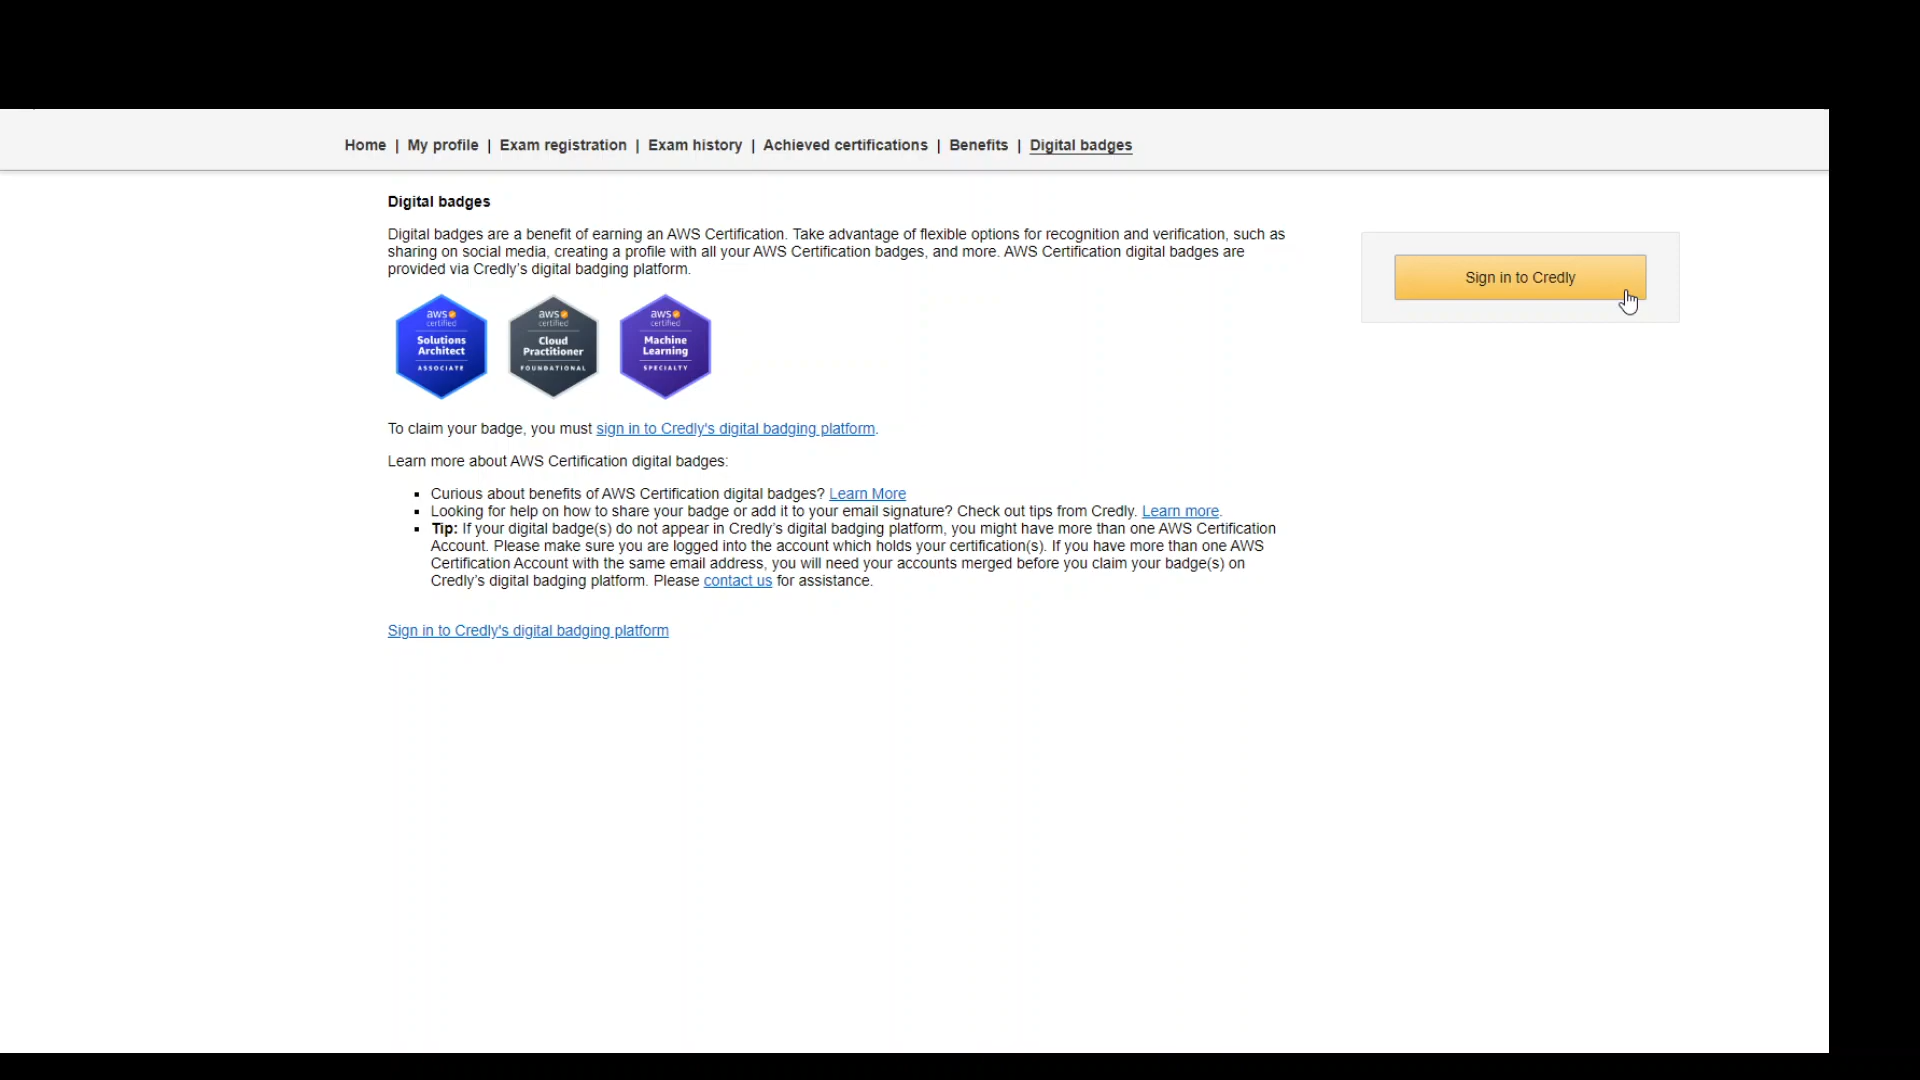 Home | My profile | Exam registration | Exam history | Achieved certifications | Benefits | Digital badges
Digital badges
Digital badges are a benefit of earning an AWS Certification. Take advantage of flexible options for recognition and verification, such as
sharing on social media, creating a profile with all your AWS Certification badges, and more. AWS Certification digital badges are
provided via Credly's digital badging platform.
Sign in to Credly
aws certified Solutions Architect ASSOCIATE
aws certified Cloud Practitioner FOUNDATIONAL
aws certified Machine Learning SPECIALTY
To claim your badge, you must sign in to Credly's digital badging platform.
Learn more about AWS Certification digital badges:
Curious about benefits of AWS Certification digital badges? Learn More
Looking for help on how to share your badge or add it to your email signature? Check out tips from Credly. Learn more.
Tip: If your digital badge(s) do not appear in Credly's digital badging platform, you might have more than one AWS Certification
Account. Please make sure you are logged into the account which holds your certification(s). If you have more than one AWS
Certification Account with the same email address, you will need your accounts merged before you claim your badge(s) on
Credly's digital badging platform. Please contact us for assistance.
Sign in to Credly's digital badging platform